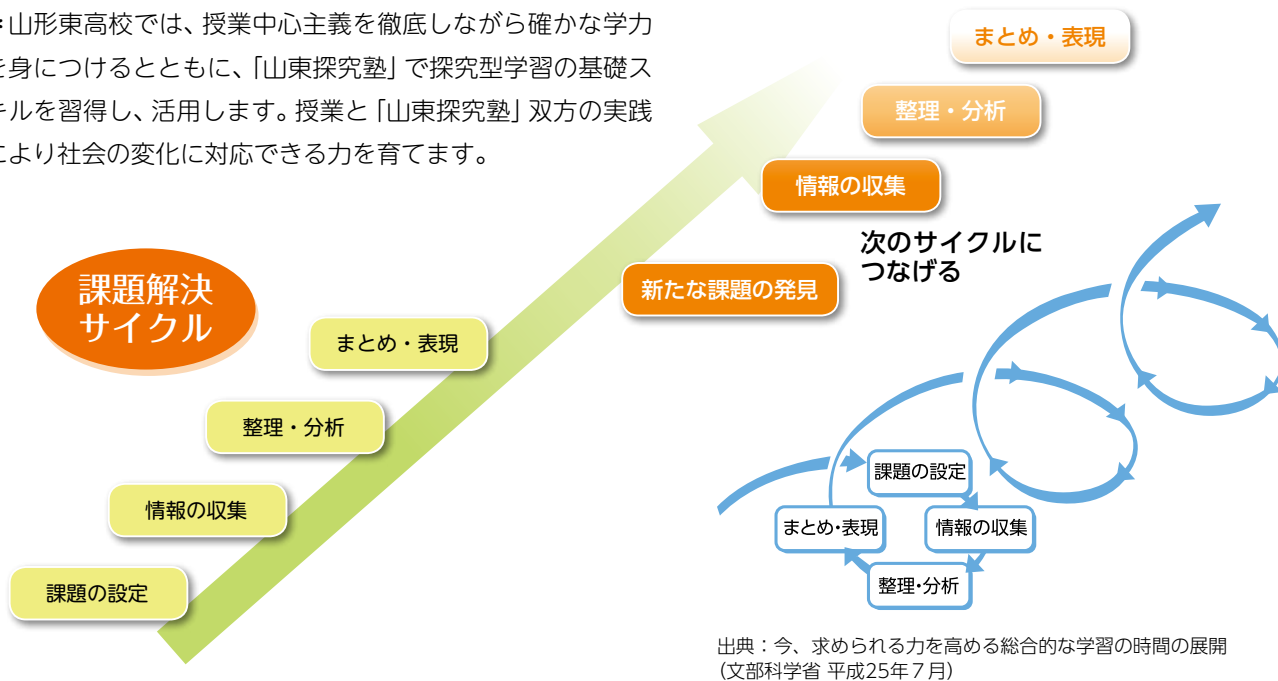 山形東高校では、授業中心主義を徹底しながら確かな学力
を身につけるとともに、「山東探究塾」で探究型学習の基礎ス
キルを習得し、活用します。授業と「山東探究塾」双方の実践
により社会の変化に対応できる力を育てます。
課題解決
サイクル
まとめ・表現
整理・分析
情報の収集
新たな課題の発見
まとめ・表現
整理・分析
情報の収集
課題の設定
次のサイクルに
つなげる
課題の設定
情報の収集
整理・分析
まとめ・表現
出典：今、求められる力を高める総合的な学習の時間の展開
（文部科学省 平成25年７月）